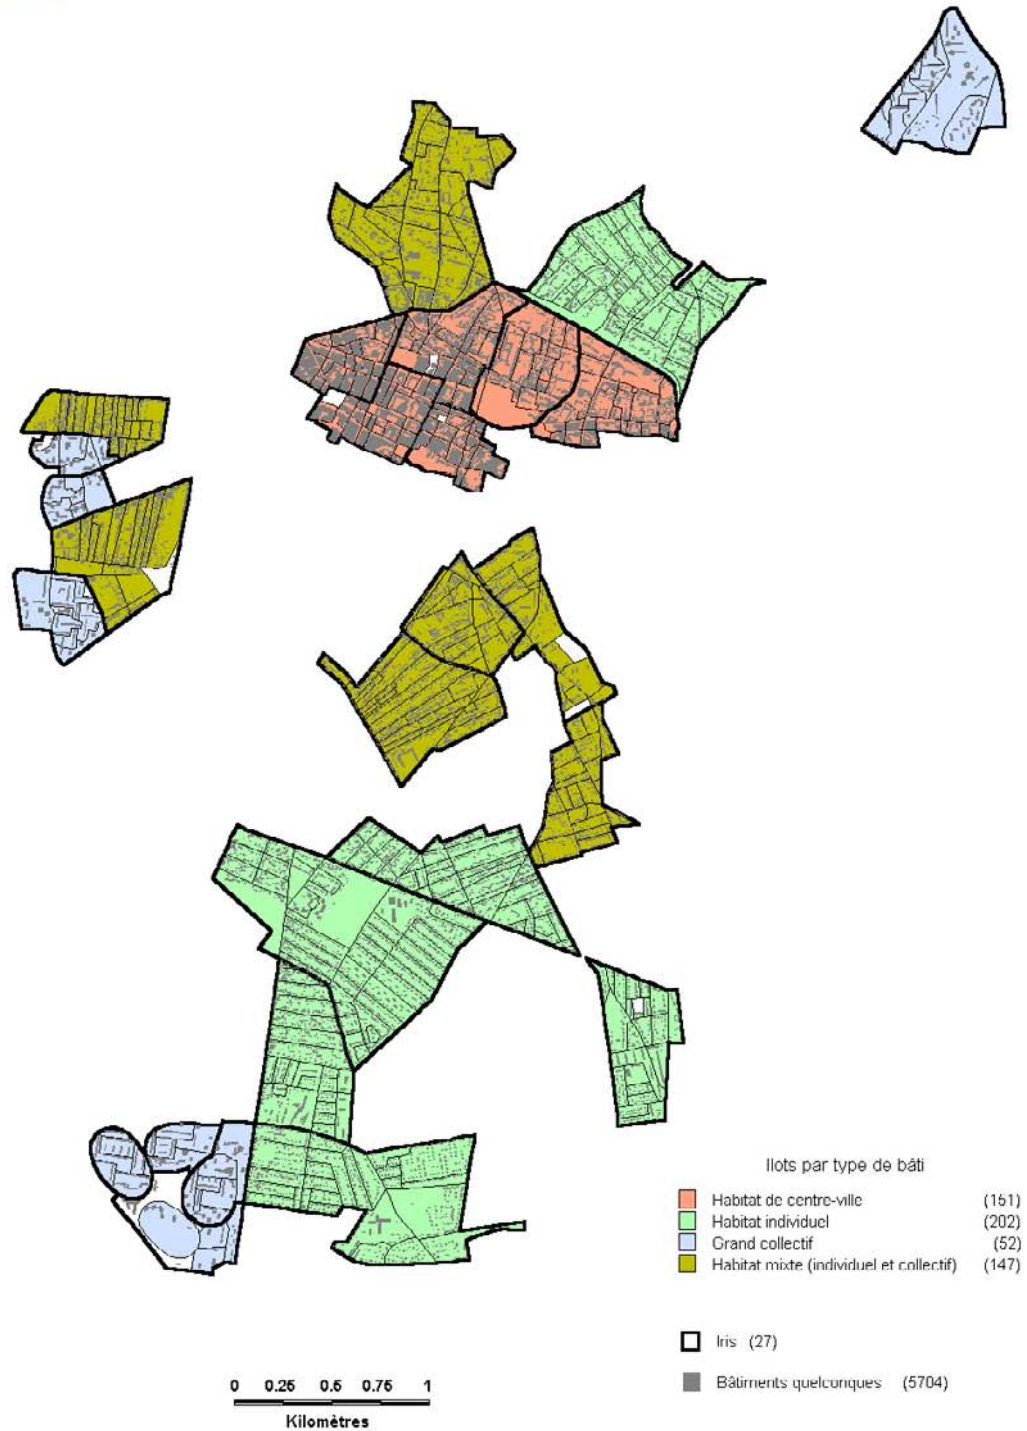 Ilots par type de bâti
Habitat de centre-ville (151)
Habitat individuel (202)
Grand collectif (52)
Habitat mixte (individuel et collectif) (147)
Iris (27)
Bâtiments quelconques (5704)
0 0.25 0.5 0.75 1
Kilomètres